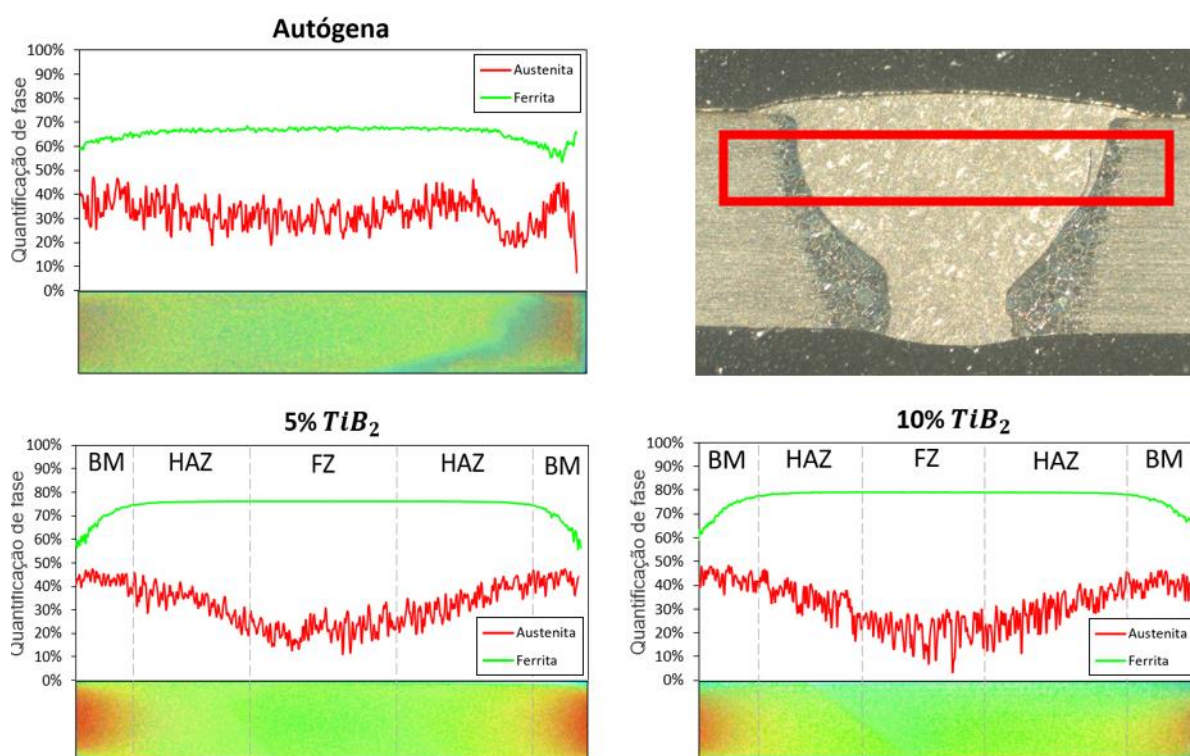 Autógena
Quantificação de fase
100%
90%
80%
70%
60%
50%
40%
30%
20%
10%
0%
Austenita
Ferrita
5% TiB₂
Quantificação de fase
100%
90%
80%
70%
60%
50%
40%
30%
20%
10%
0%
BM HAZ FZ HAZ BM
Austenita
Ferrita
10% TiB₂
Quantificação de fase
100%
90%
80%
70%
60%
50%
40%
30%
20%
10%
0%
BM HAZ FZ HAZ BM
Austenita
Ferrita